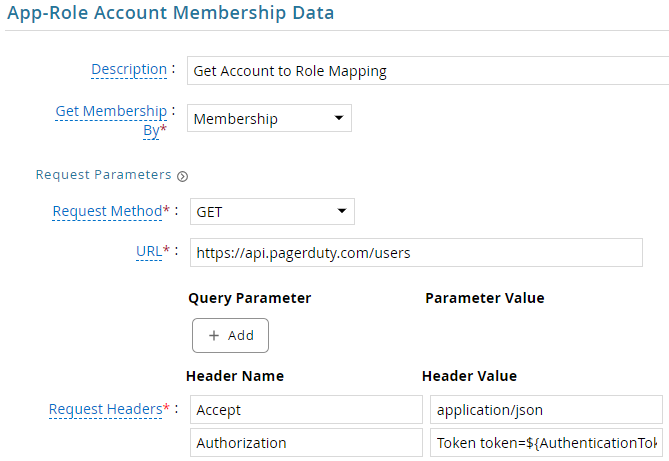 App-Role Account Membership Data
Description : Get Account to Role Mapping
Get Membership By* : Membership
Request Parameters
Request Method* : GET
URL* : https://api.pagerduty.com/users
Query Parameter Parameter Value
+ Add
Header Name Header Value
Request Headers* : Accept application/json
Authorization Token token=${AuthenticationTok